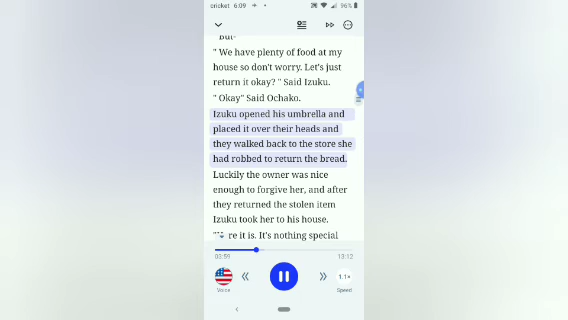 cricket 6:09
96%
but-
" We have plenty of food at my
house so don't worry. Let's just
return it okay? " Said Izuku.
" Okay" Said Ochako.
Izuku opened his umbrella and
placed it over their heads and
they walked back to the store she
had robbed to return the bread.
Luckily the owner was nice
enough to forgive her, and after
they returned the stolen item
Izuku took her to his house.
re it is. It's nothing special
05:59
13:12
1.1×
Voice
Speed